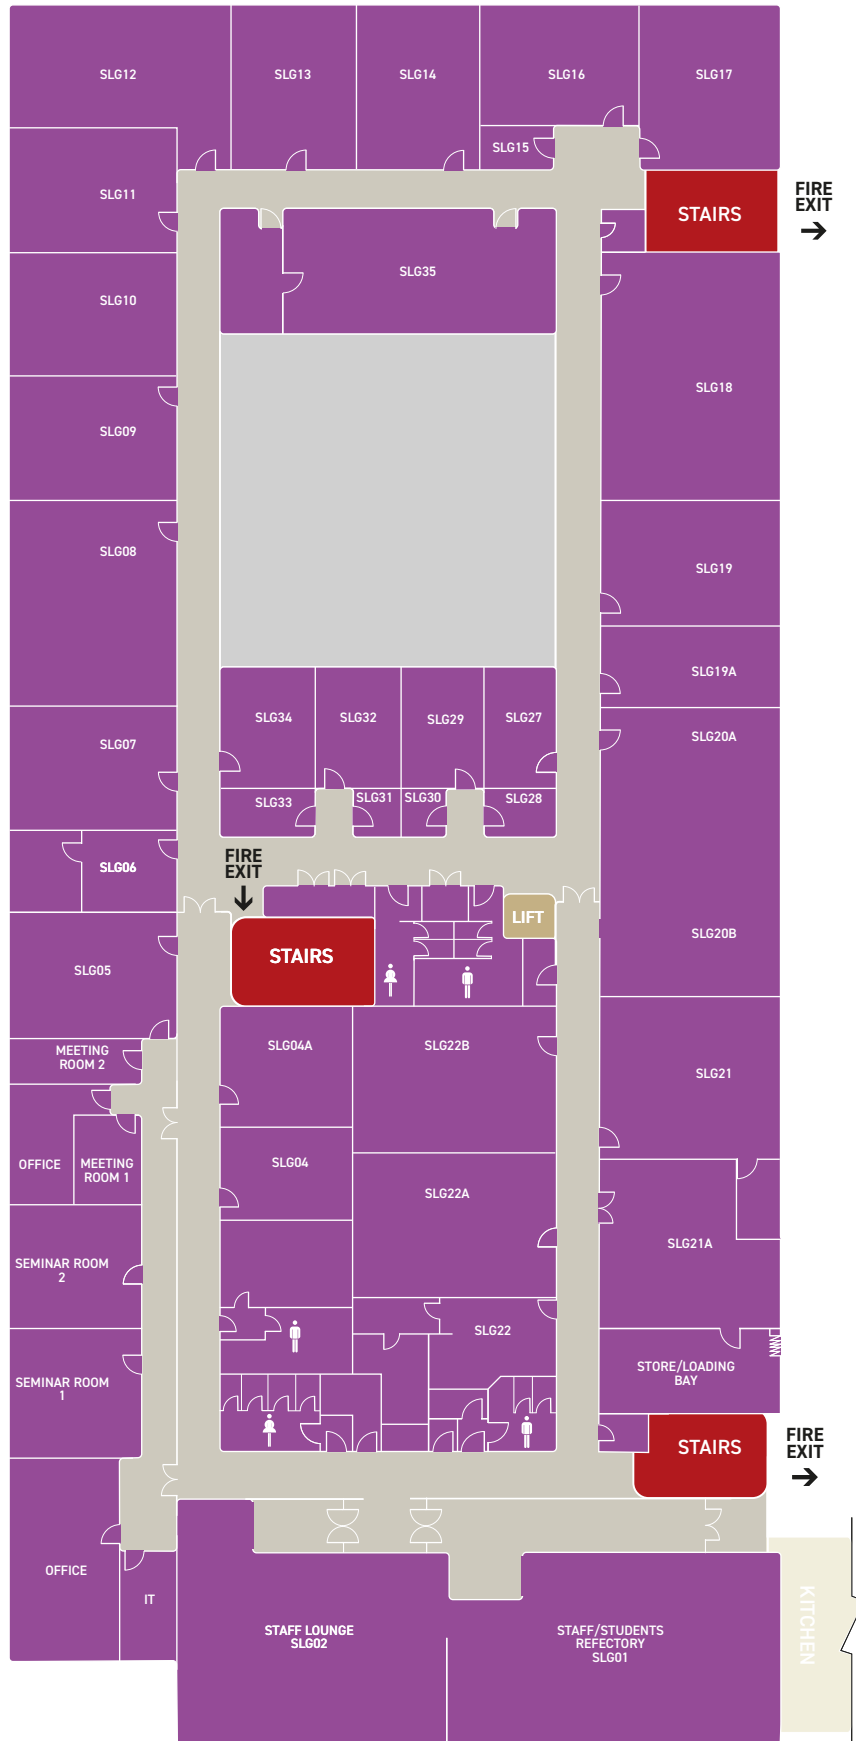 SLG12
SLG13
SLG14
SLG16
SLG17
SLG15
SLG11
STAIRS
FIRE
EXIT
SLG35
SLG10
SLG18
SLG09
SLG08
SLG19
SLG19A
SLG34
SLG32
SLG29
SLG27
SLG20A
SLG07
SLG33
SLG31
SLG30
SLG28
SLG06
FIRE
EXIT
LIFT
SLG20B
STAIRS
SLG05
SLG04A
SLG22B
MEETING
ROOM 2
SLG21
OFFICE
MEETING
ROOM 1
SLG04
SLG22A
SLG21A
SEMINAR ROOM
2
SLG22
STORE/LOADING
BAY
SEMINAR ROOM
1
STAIRS
FIRE
EXIT
OFFICE
IT
STAFF LOUNGE
SLG02
STAFF/STUDENTS
REFECTORY
SLG01
KITCHEN